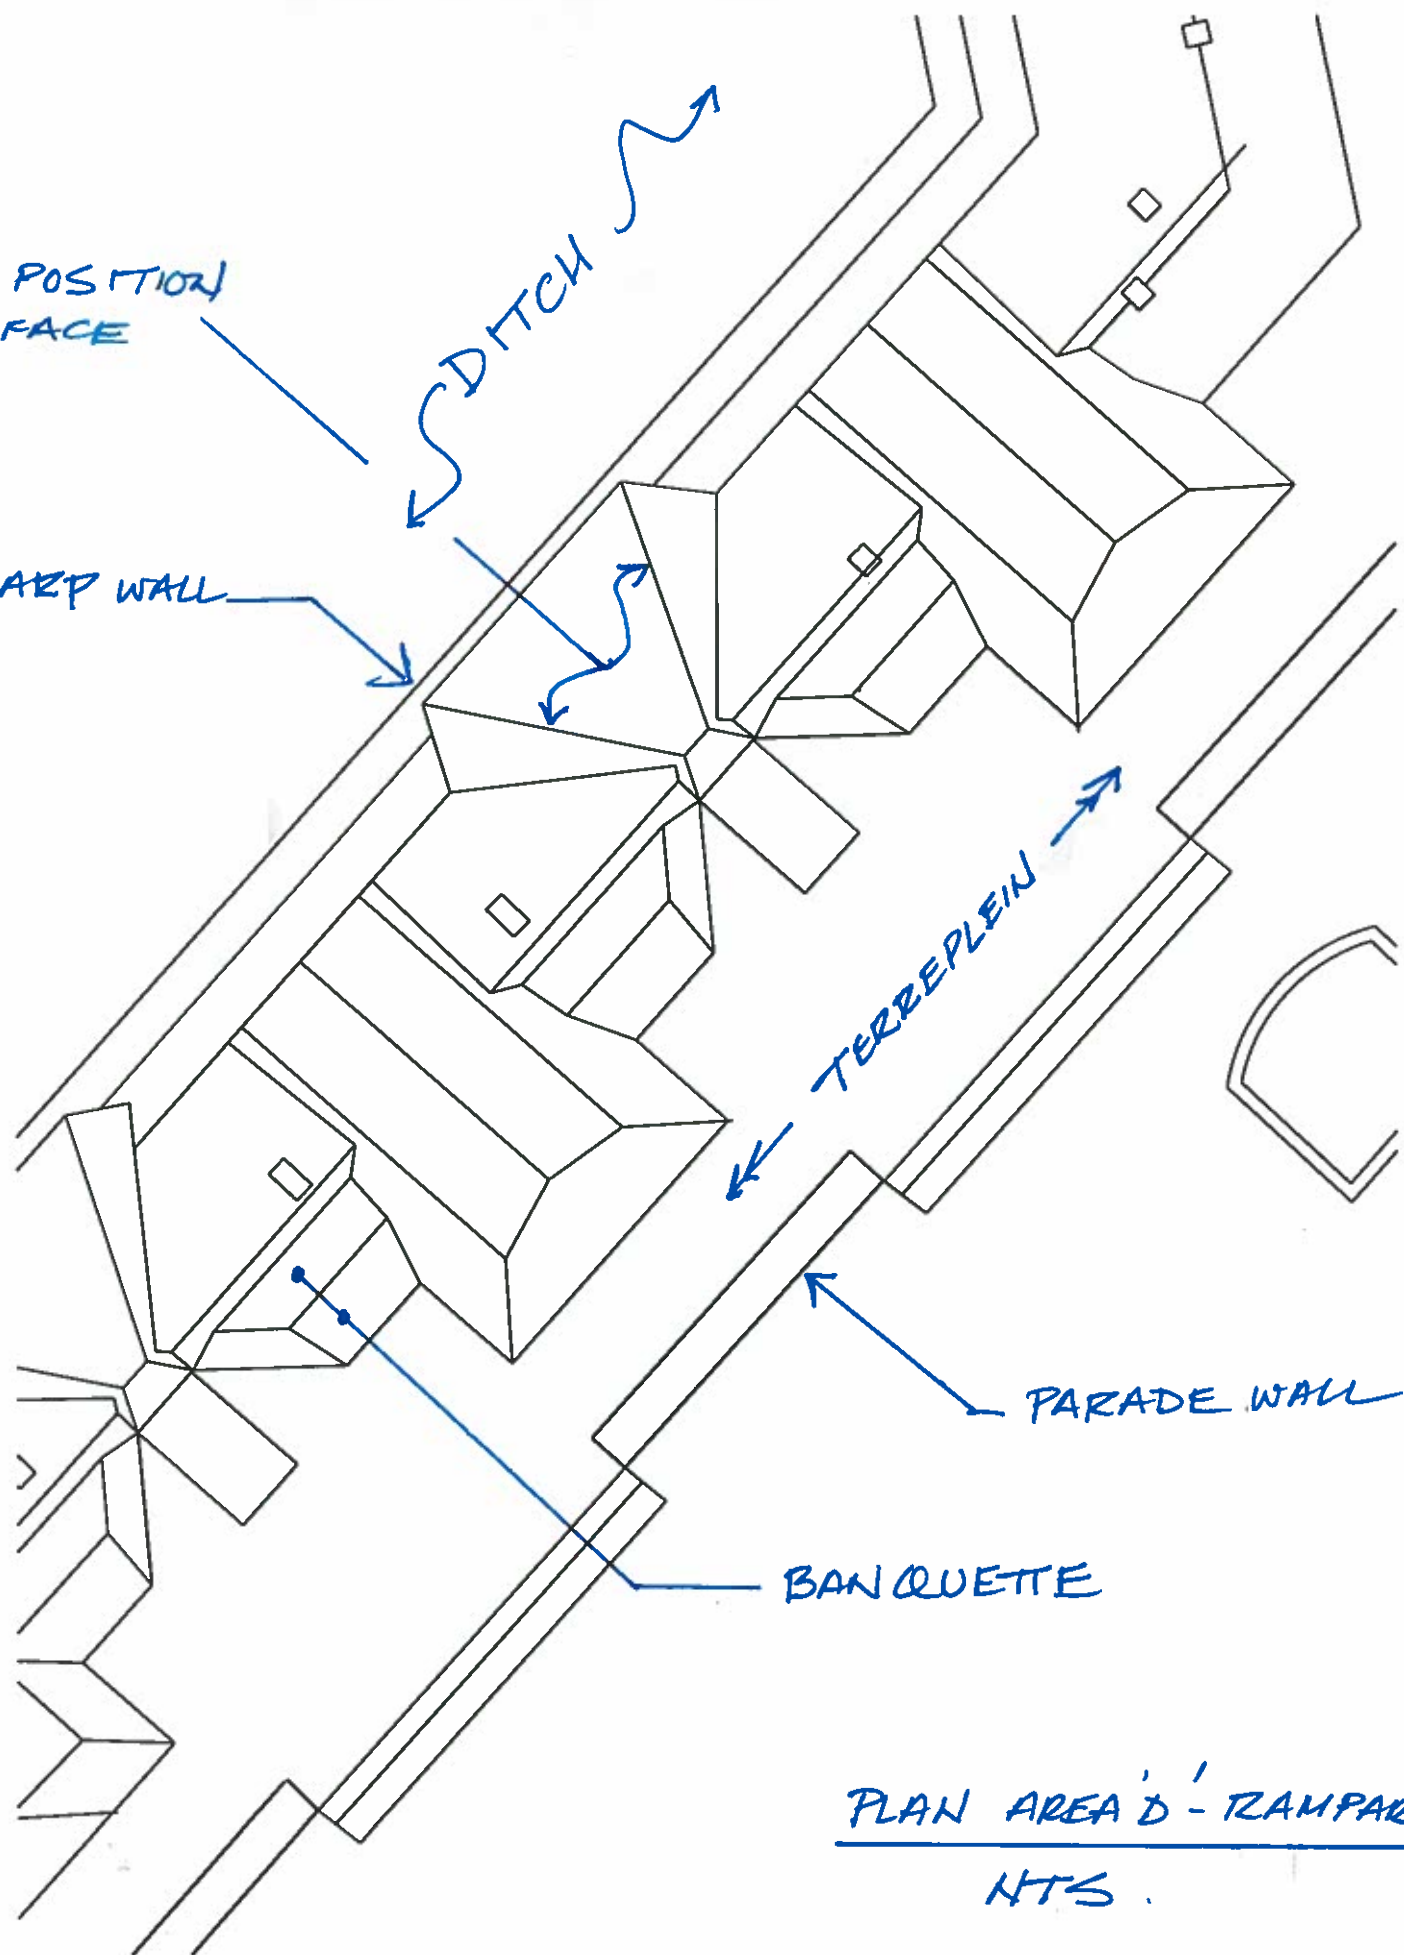 POSITION
FACE
DITCH
ARP WALL
TERREPLEIN
PARADE WALL
BANQUETTE
PLAN AREA 'D' - RAMPAR
NTS.